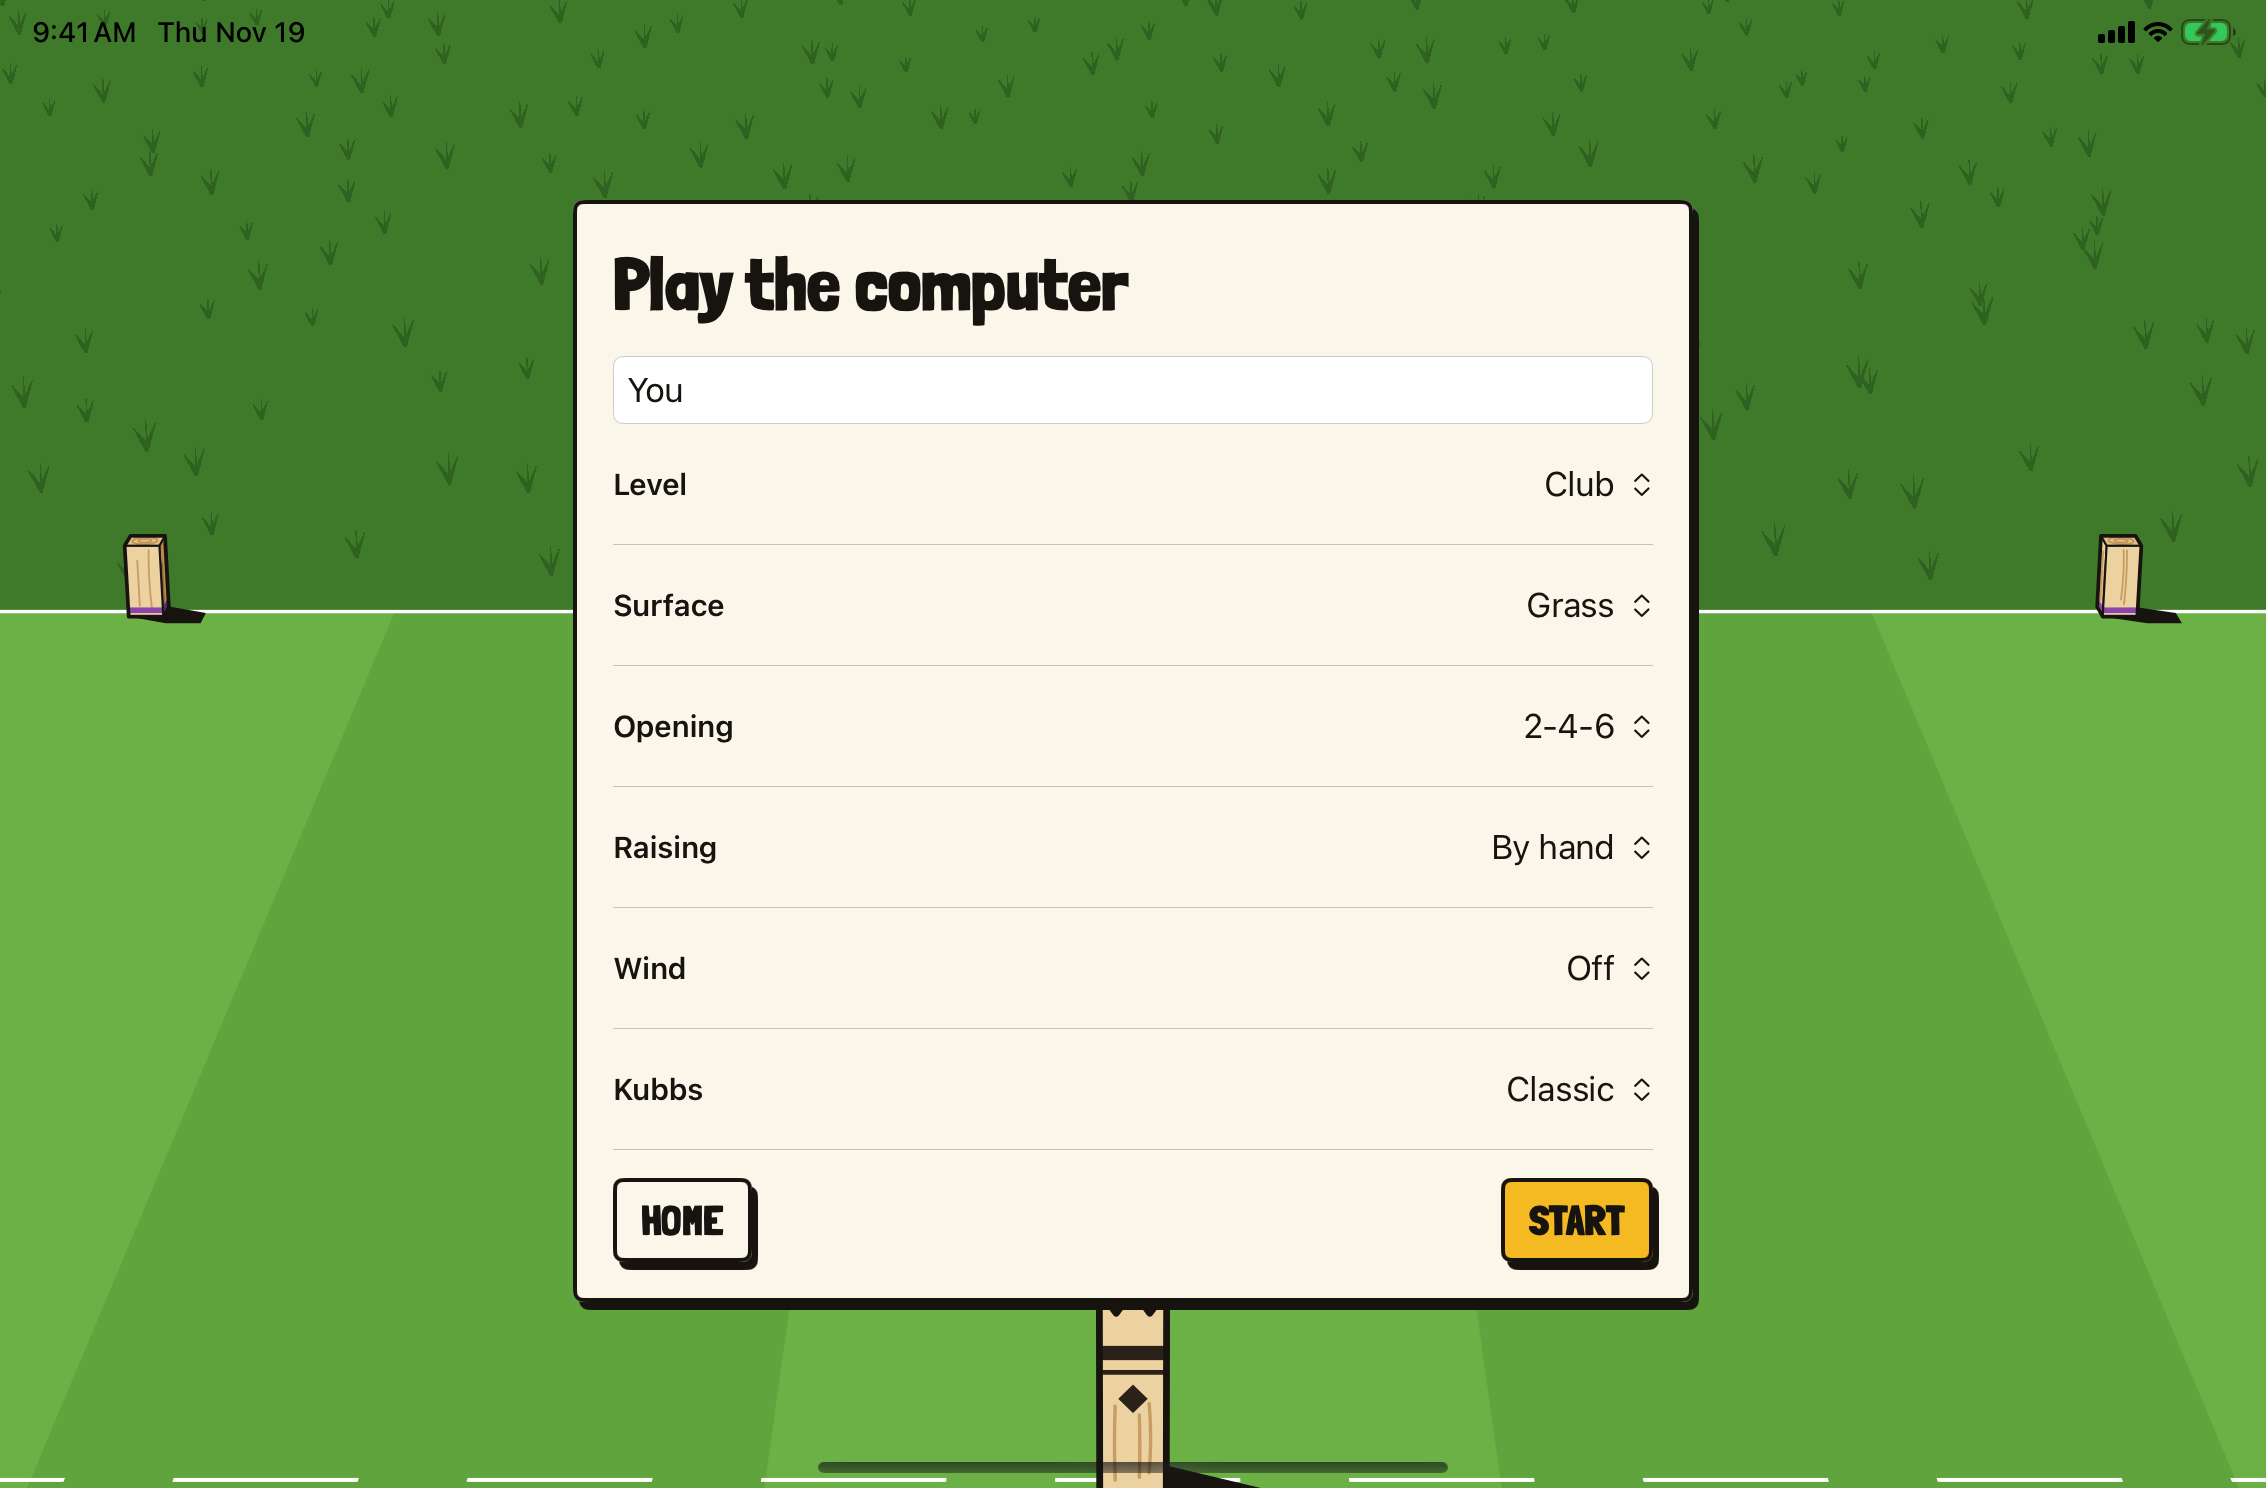 9:41 AM Thu Nov 19
Play the computer
You
Level Club
Surface Grass
Opening 2-4-6
Raising By hand
Wind Off
Kubbs Classic
HOME START